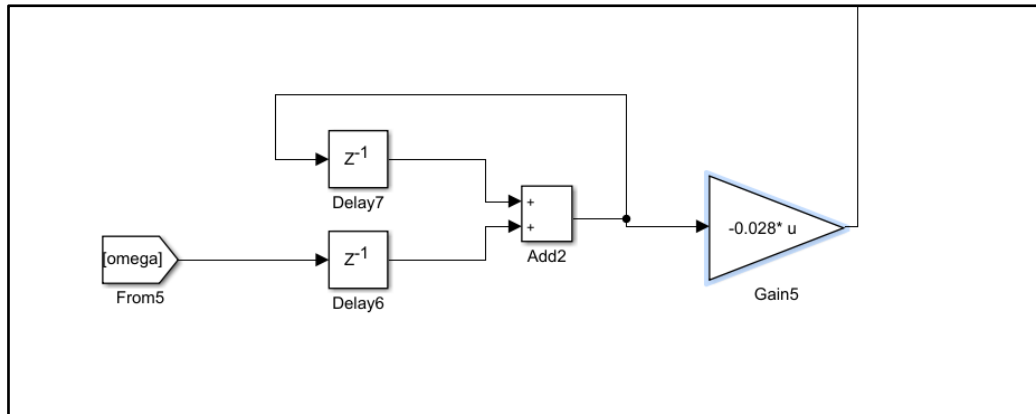 Z-1
Delay7
+
+
Add2
-0.028* u
Gain5
[omega]
From5
Z-1
Delay6